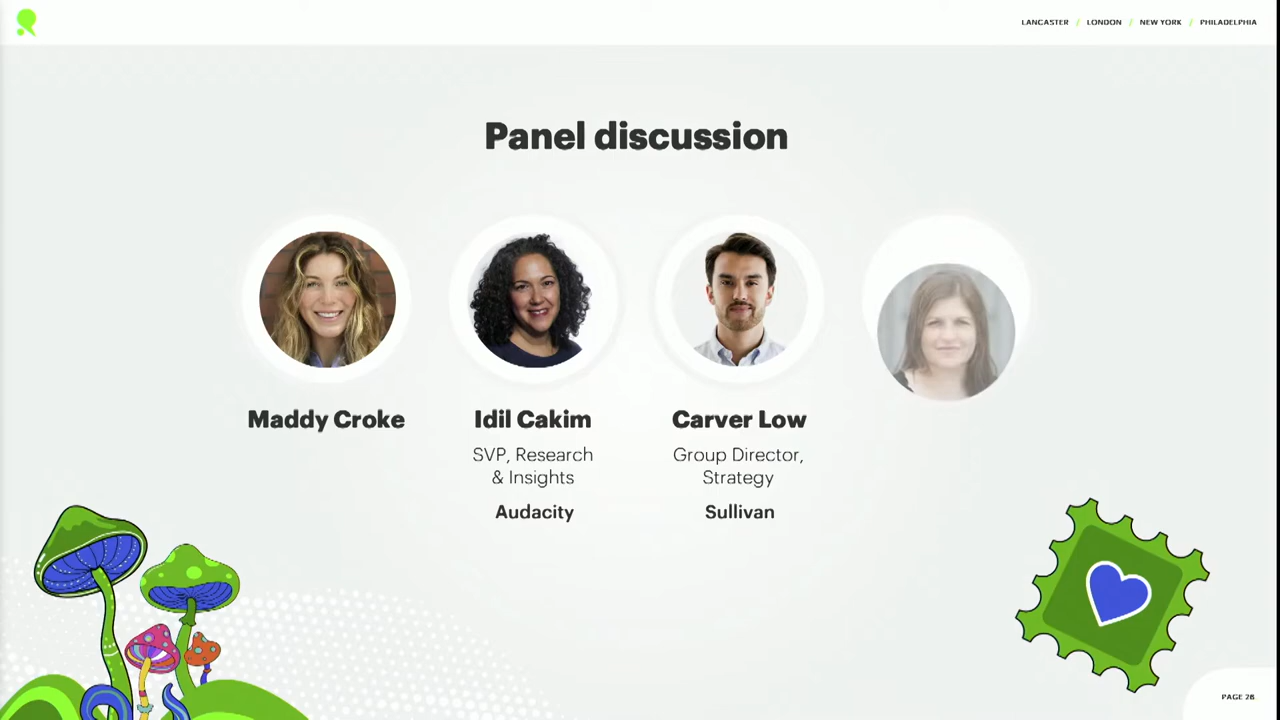 LANCASTER / LONDON / NEW YORK / PHILADELPHIA
Panel discussion
Maddy Croke
Idil Cakim
SVP, Research
& Insights
Audacity
Carver Low
Group Director,
Strategy
Sullivan
PAGE 26